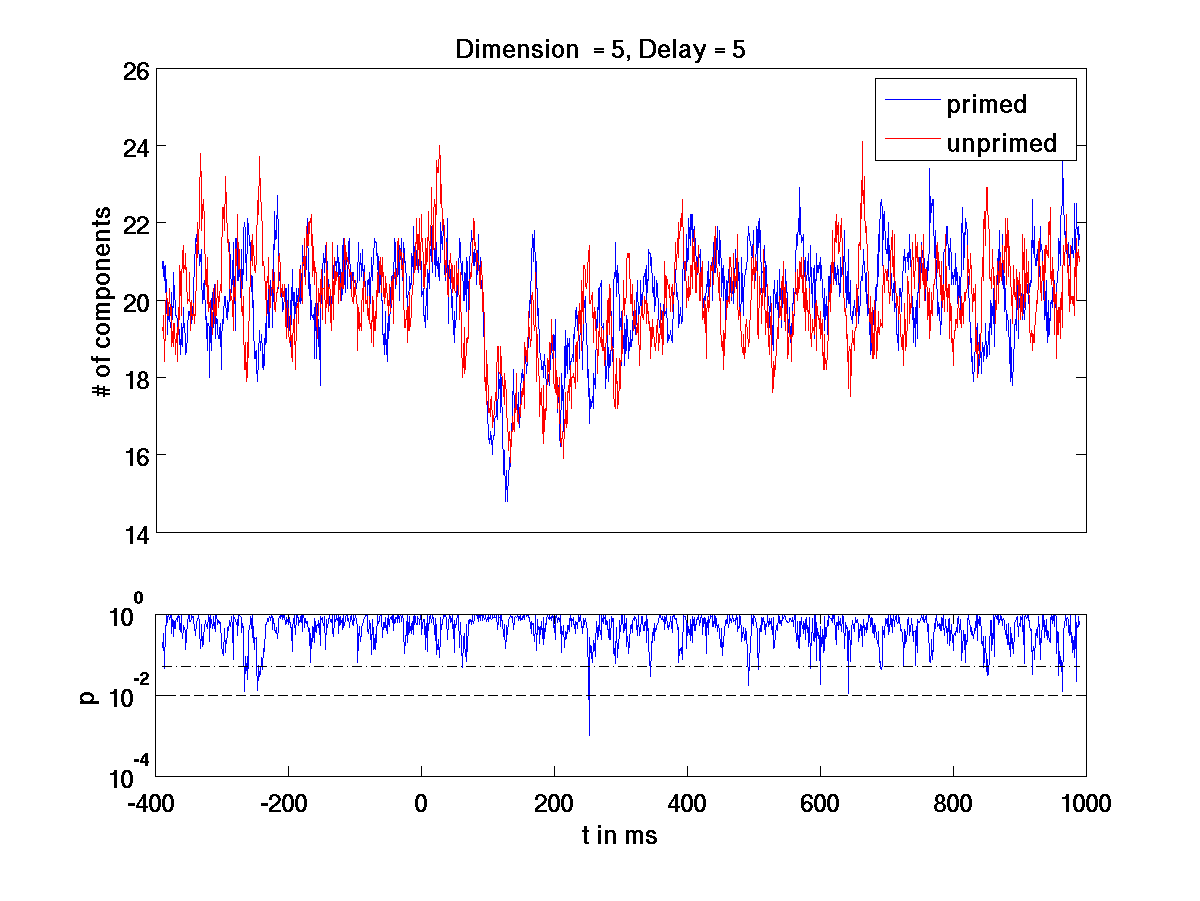 Dimension = 5, Delay = 5
26
24
22
20
18
16
14
# of components
primed
unprimed
10^0
10^-2
10^-4
p
-400 -200 0 200 400 600 800 1000
t in ms